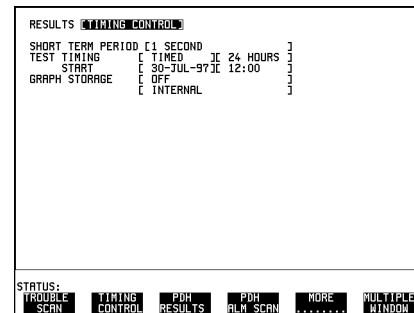 RESULTS [TIMING CONTROL]
SHORT TERM PERIOD [1 SECOND ]
TEST TIMING [ TIMED ][ 24 HOURS ]
START [ 30-JUL-97][ 12:00 ]
GRAPH STORAGE [ OFF ]
[ INTERNAL ]
STATUS:
TROUBLE SCAN
TIMING CONTROL
PDH RESULTS
PDH ALM SCAN
MORE ........
MULTIPLE WINDOW